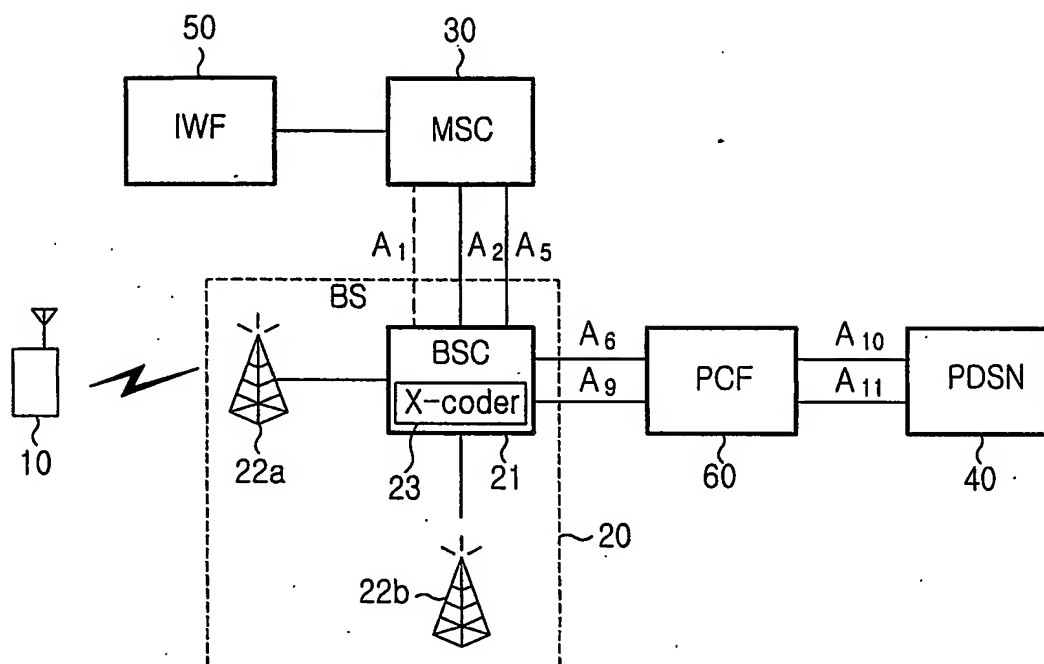 50
30
IWF
MSC
A1
A2
A5
BS
BSC
X-coder
A6
A9
PCF
A10
A11
PDSN
10
22a
23
21
60
40
20
22b